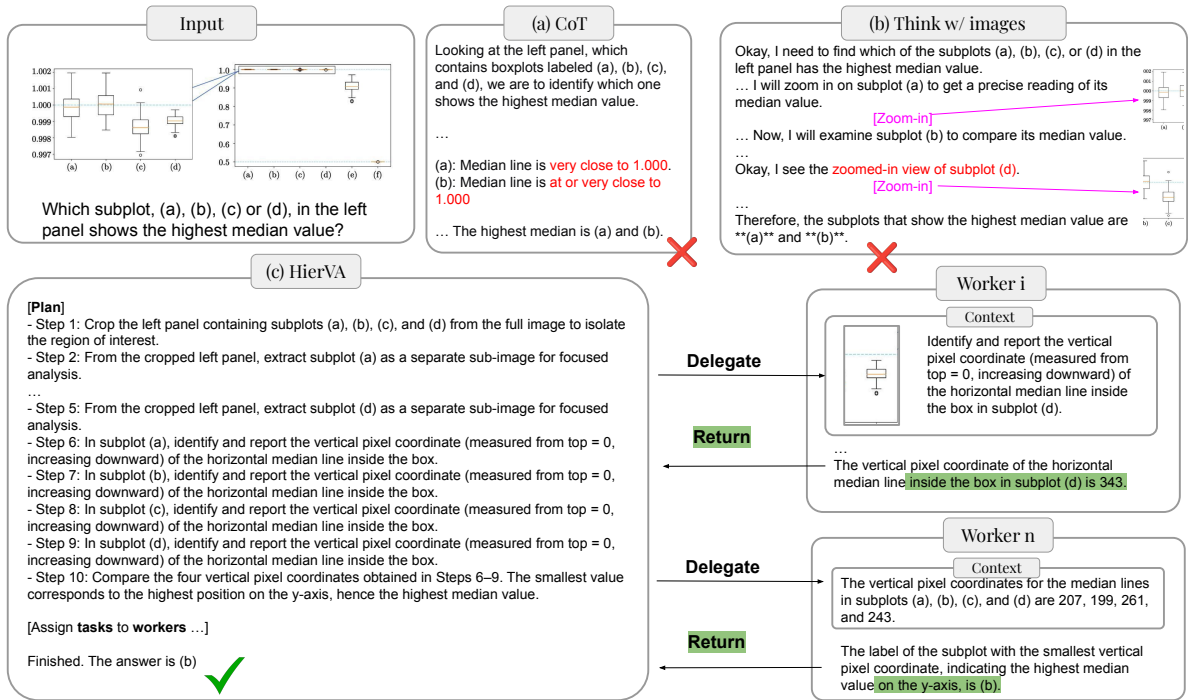 Input
1.002
1.001
1.000
0.999
0.998
0.997
(a) (b) (c) (d)
1.0
0.9
0.8
0.7
0.6
0.5
(a) (b) (c) (d) (e) (f)
Which subplot, (a), (b), (c) or (d), in the left
panel shows the highest median value?
(a) CoT
Looking at the left panel, which
contains boxplots labeled (a), (b), (c),
and (d), we are to identify which one
shows the highest median value.
…
(a): Median line is very close to 1.000.
(b): Median line is at or very close to
1.000
… The highest median is (a) and (b).
(b) Think w/ images
Okay, I need to find which of the subplots (a), (b), (c), or (d) in the
left panel has the highest median value.
… I will zoom in on subplot (a) to get a precise reading of its
median value.
[Zoom-in]
… Now, I will examine subplot (b) to compare its median value.
…
Okay, I see the zoomed-in view of subplot (d).
[Zoom-in]
…
Therefore, the subplots that show the highest median value are
**(a)** and **(b)**.
002
001
000
999
998
997
(a)
b) (c)
(c) HierVA
[Plan]
- Step 1: Crop the left panel containing subplots (a), (b), (c), and (d) from the full image to isolate
the region of interest.
- Step 2: From the cropped left panel, extract subplot (a) as a separate sub-image for focused
analysis.
…
- Step 5: From the cropped left panel, extract subplot (d) as a separate sub-image for focused
analysis.
- Step 6: In subplot (a), identify and report the vertical pixel coordinate (measured from top = 0,
increasing downward) of the horizontal median line inside the box.
- Step 7: In subplot (b), identify and report the vertical pixel coordinate (measured from top = 0,
increasing downward) of the horizontal median line inside the box.
- Step 8: In subplot (c), identify and report the vertical pixel coordinate (measured from top = 0,
increasing downward) of the horizontal median line inside the box.
- Step 9: In subplot (d), identify and report the vertical pixel coordinate (measured from top = 0,
increasing downward) of the horizontal median line inside the box.
- Step 10: Compare the four vertical pixel coordinates obtained in Steps 6–9. The smallest value
corresponds to the highest position on the y-axis, hence the highest median value.
[Assign tasks to workers …]
Finished. The answer is (b)
Delegate
Return
Delegate
Return
Worker i
Context
Identify and report the vertical
pixel coordinate (measured from
top = 0, increasing downward) of
the horizontal median line inside
the box in subplot (d).
…
The vertical pixel coordinate of the horizontal
median line inside the box in subplot (d) is 343.
Worker n
Context
The vertical pixel coordinates for the median lines
in subplots (a), (b), (c), and (d) are 207, 199, 261,
and 243.
The label of the subplot with the smallest vertical
pixel coordinate, indicating the highest median
value on the y-axis, is (b).